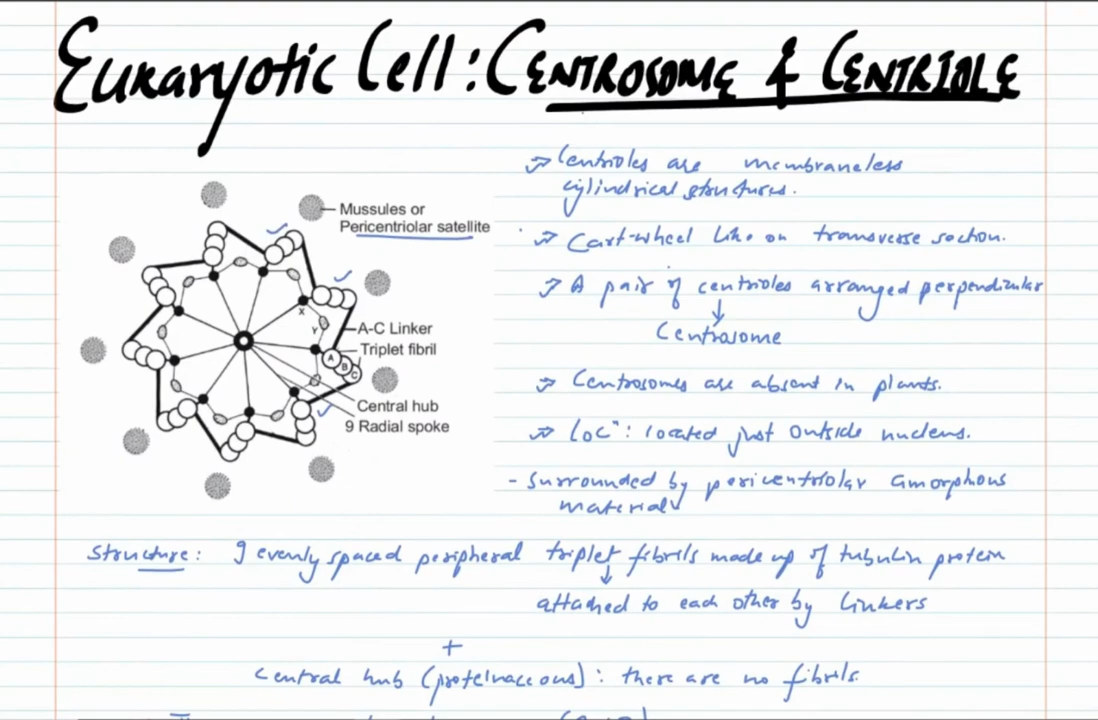 Eukaryotic Cell: CENTROSOME & CENTRIOLE
→ Centrioles are membraneless
cylindrical structures.
Mussules or
Pericentriolar satellite
→ Cart-wheel like on transverse section.
→ A pair of centrioles arranged perpendicular
↓
Centrosome
X
Y
A-C Linker
Triplet fibril
A
B
C
Central hub
9 Radial spoke
→ Centrosomes are absent in plants.
→ Locⁿ: located just outside nucleus.
- Surrounded by pericentriolar amorphous
material
Structure: 9 evenly spaced peripheral triplet fibrils made up of tubulin protein
↓
attached to each other by linkers
+
Central hub (proteinaceous): there are no fibrils.